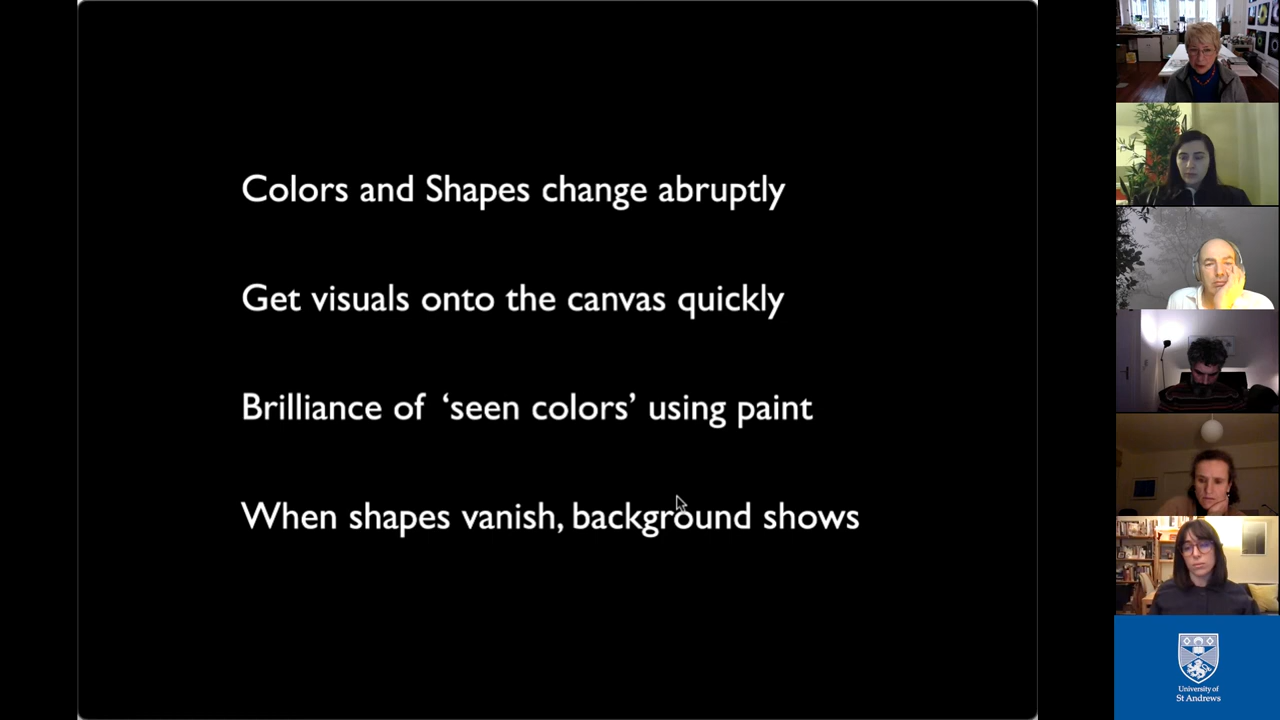 Colors and Shapes change abruptly
Get visuals onto the canvas quickly
Brilliance of ‘seen colors’ using paint
When shapes vanish, background shows
University of
St Andrews